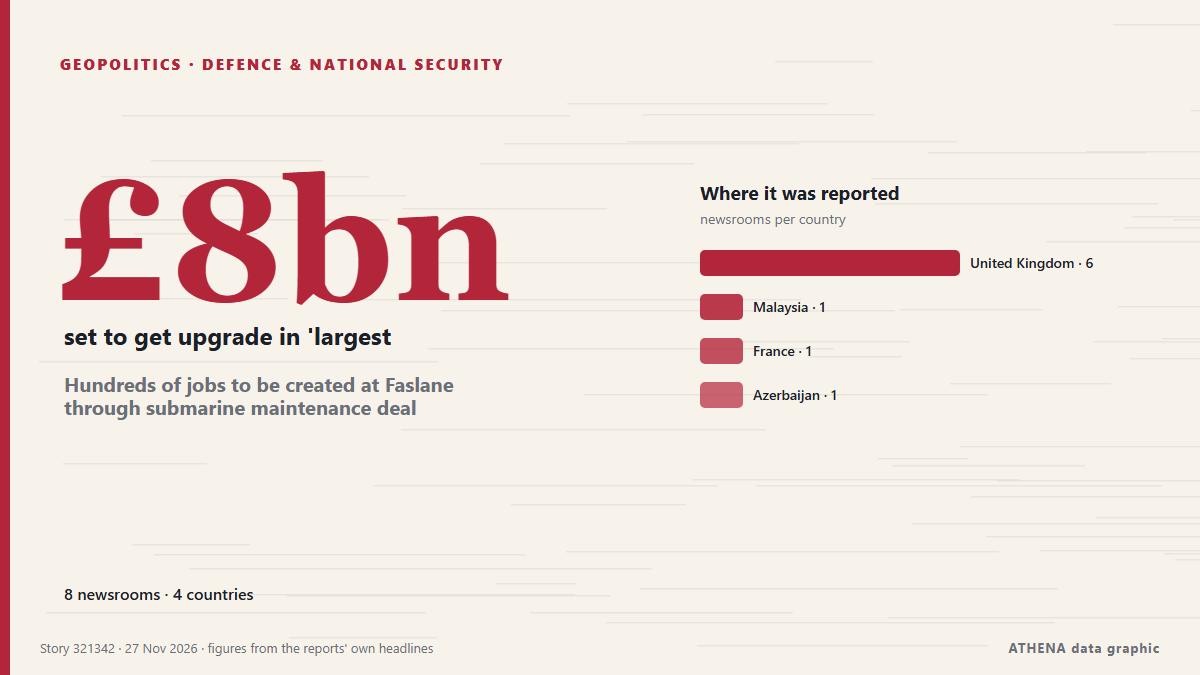 GEOPOLITICS · DEFENCE & NATIONAL SECURITY
£8bn
set to get upgrade in 'largest
Hundreds of jobs to be created at Faslane
through submarine maintenance deal
8 newsrooms · 4 countries
Where it was reported
newsrooms per country
United Kingdom · 6
Malaysia · 1
France · 1
Azerbaijan · 1
Story 321342 · 27 Nov 2026 · figures from the reports' own headlines
ATHENA data graphic